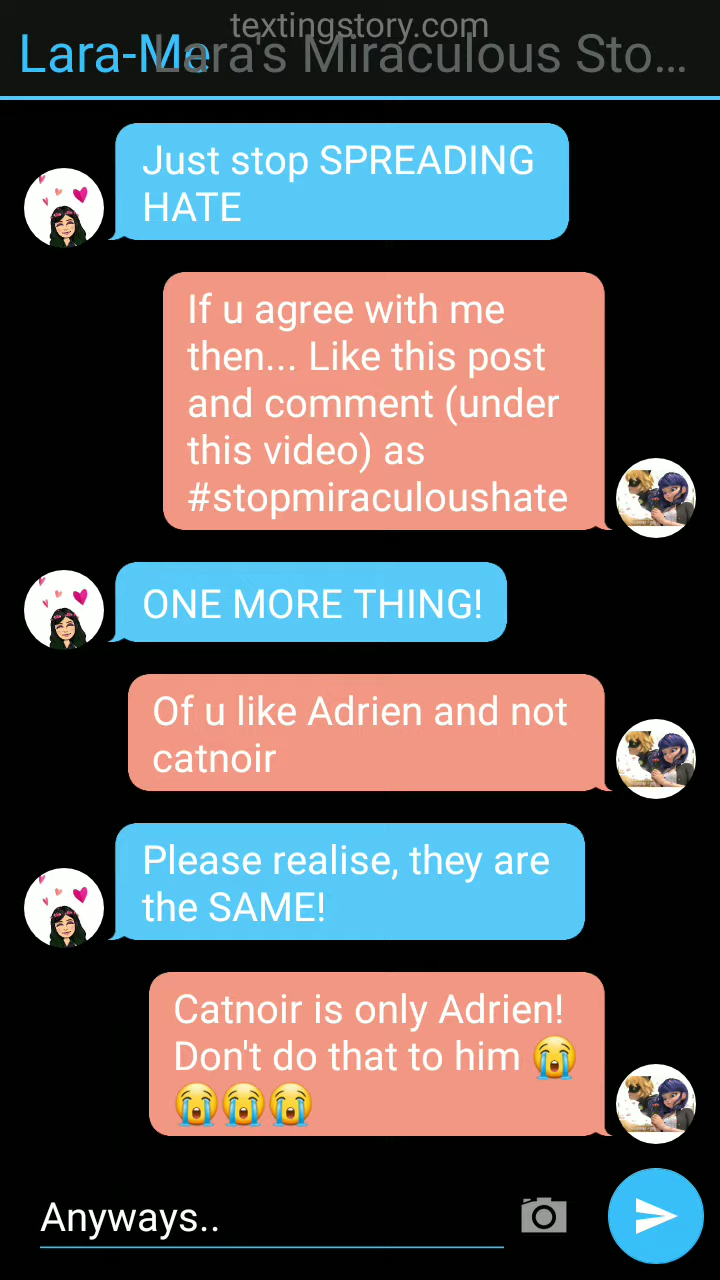 textingstory.com
Lara-Me
Lara's Miraculous Sto...
Just stop SPREADING
HATE
If u agree with me
then... Like this post
and comment (under
this video) as
#stopmiraculoushate
ONE MORE THING!
Of u like Adrien and not
catnoir
Please realise, they are
the SAME!
Catnoir is only Adrien!
Don't do that to him 😭
😭😭😭
Anyways..